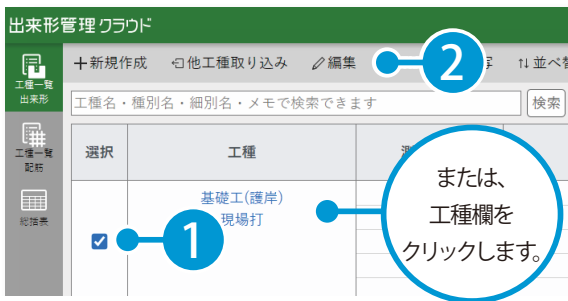 出来形管理クラウド
工種一覧
出来形
工種一覧
配筋
総括表
+新規作成 他工種取り込み 編集 2 写 ↑↓並べ替
工種名・種別名・細別名・メモで検索できます 検索
選択 工種
基礎工(護岸)
現場打
1
または、
工種欄を
クリックします。